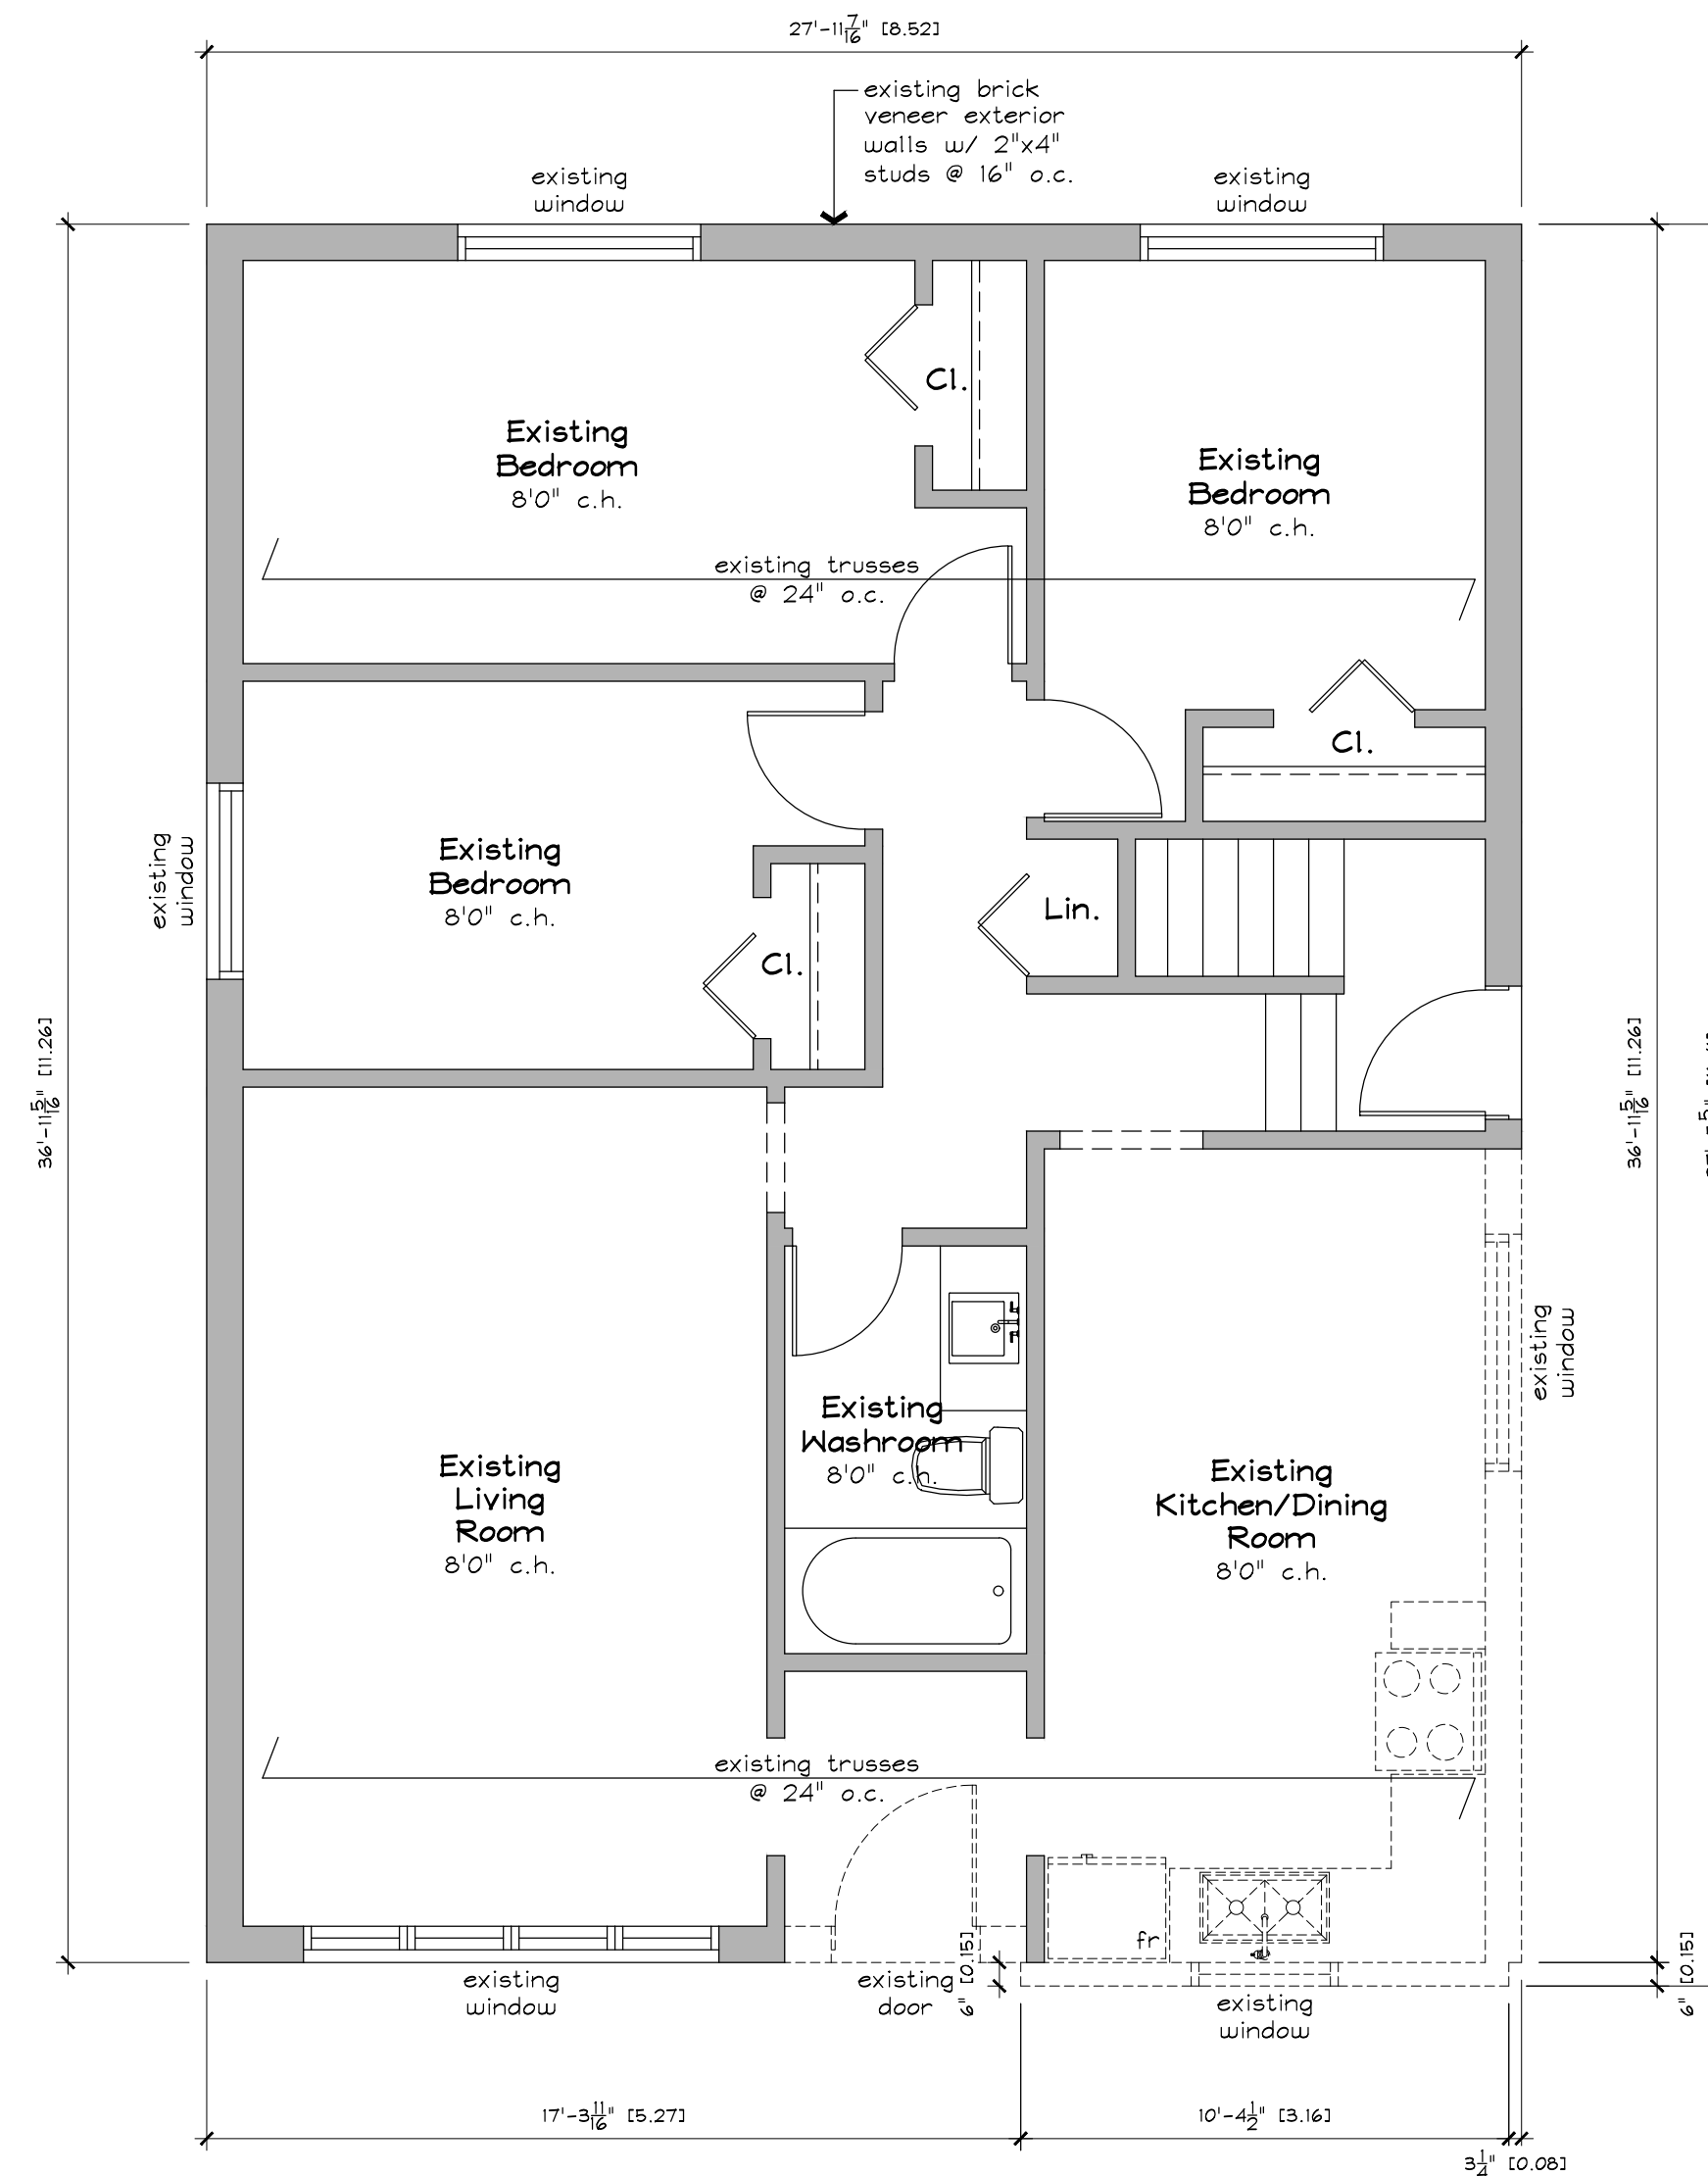 27'-11 7/16" [8.52]
existing brick
veneer exterior
walls w/ 2"x4"
studs @ 16" o.c.
existing
window
existing
window
Cl.
Existing
Bedroom
8'0" c.h.
Existing
Bedroom
8'0" c.h.
existing trusses
@ 24" o.c.
Cl.
existing
window
Existing
Bedroom
8'0" c.h.
Cl.
Lin.
36'-11 5/16" [11.26]
36'-11 5/16" [11.26]
existing
window
Existing
Washroom
8'0" c.h.
Existing
Living
Room
8'0" c.h.
Existing
Kitchen/Dining
Room
8'0" c.h.
existing trusses
@ 24" o.c.
fr
existing
window
existing
door
6" [0.15]
existing
window
6" [0.15]
17'-3 11/16" [5.27]
10'-4 1/2" [3.16]
3 1/4" [0.08]